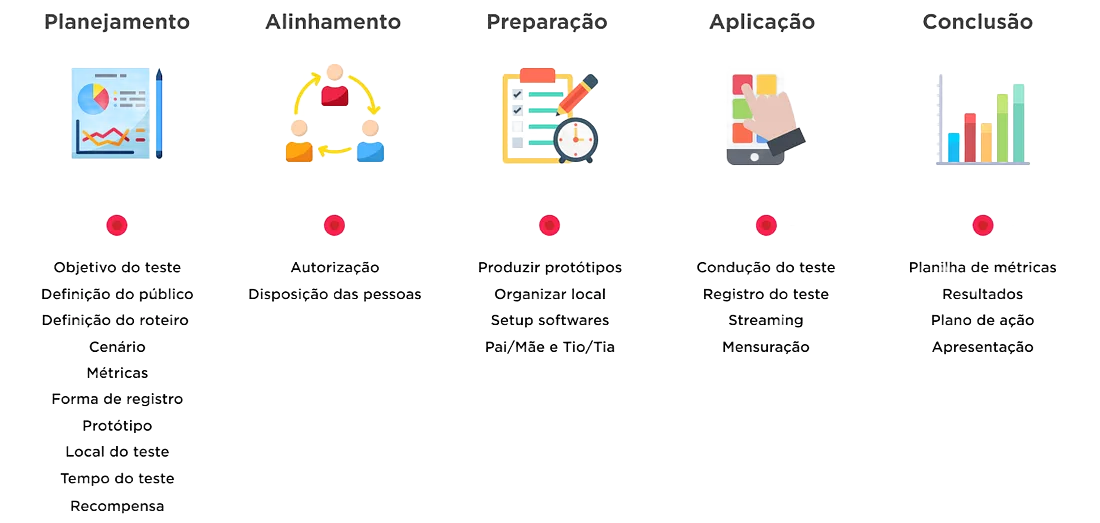 Planejamento
Objetivo do teste
Definição do público
Definição do roteiro
Cenário
Métricas
Forma de registro
Protótipo
Local do teste
Tempo do teste
Recompensa
Alinhamento
Autorização
Disposição das pessoas
Preparação
Produzir protótipos
Organizar local
Setup softwares
Pai/Mãe e Tio/Tia
Aplicação
Condução do teste
Registro do teste
Streaming
Mensuração
Conclusão
Planilha de métricas
Resultados
Plano de ação
Apresentação